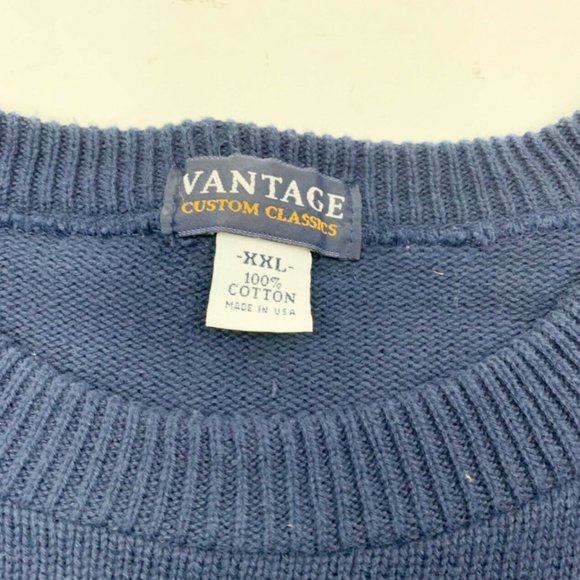 VANTAGE
CUSTOM CLASSICS
-XXL-
100%
COTTON
MADE IN USA